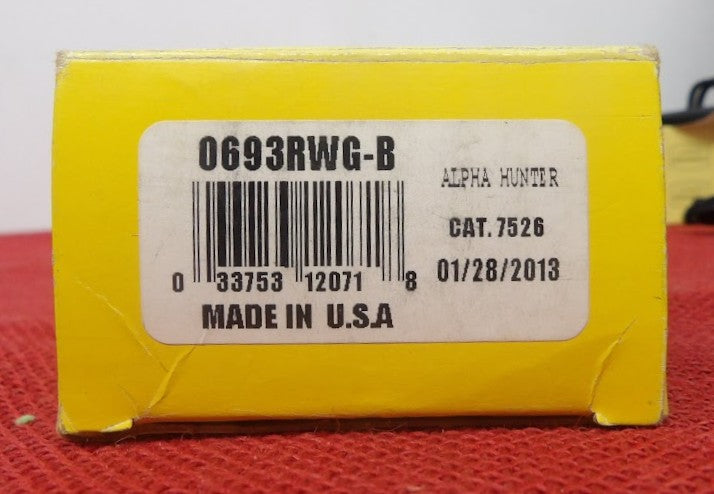 0693RWG-B
0 33753 12071 8
MADE IN U.S.A
ALPHA HUNTER
CAT. 7526
01/28/2013